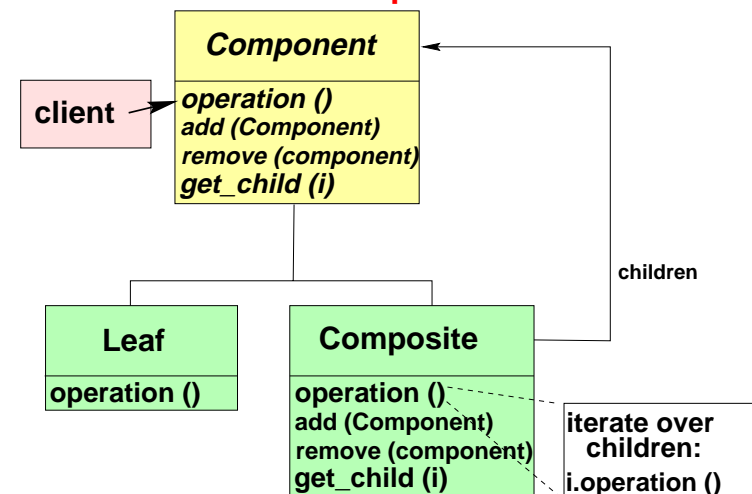 Component
client
operation ()
add (Component)
remove (component)
get_child (i)
children
Leaf
operation ()
Composite
operation ()
add (Component)
remove (component)
get_child (i)
iterate over
children:
i.operation ()